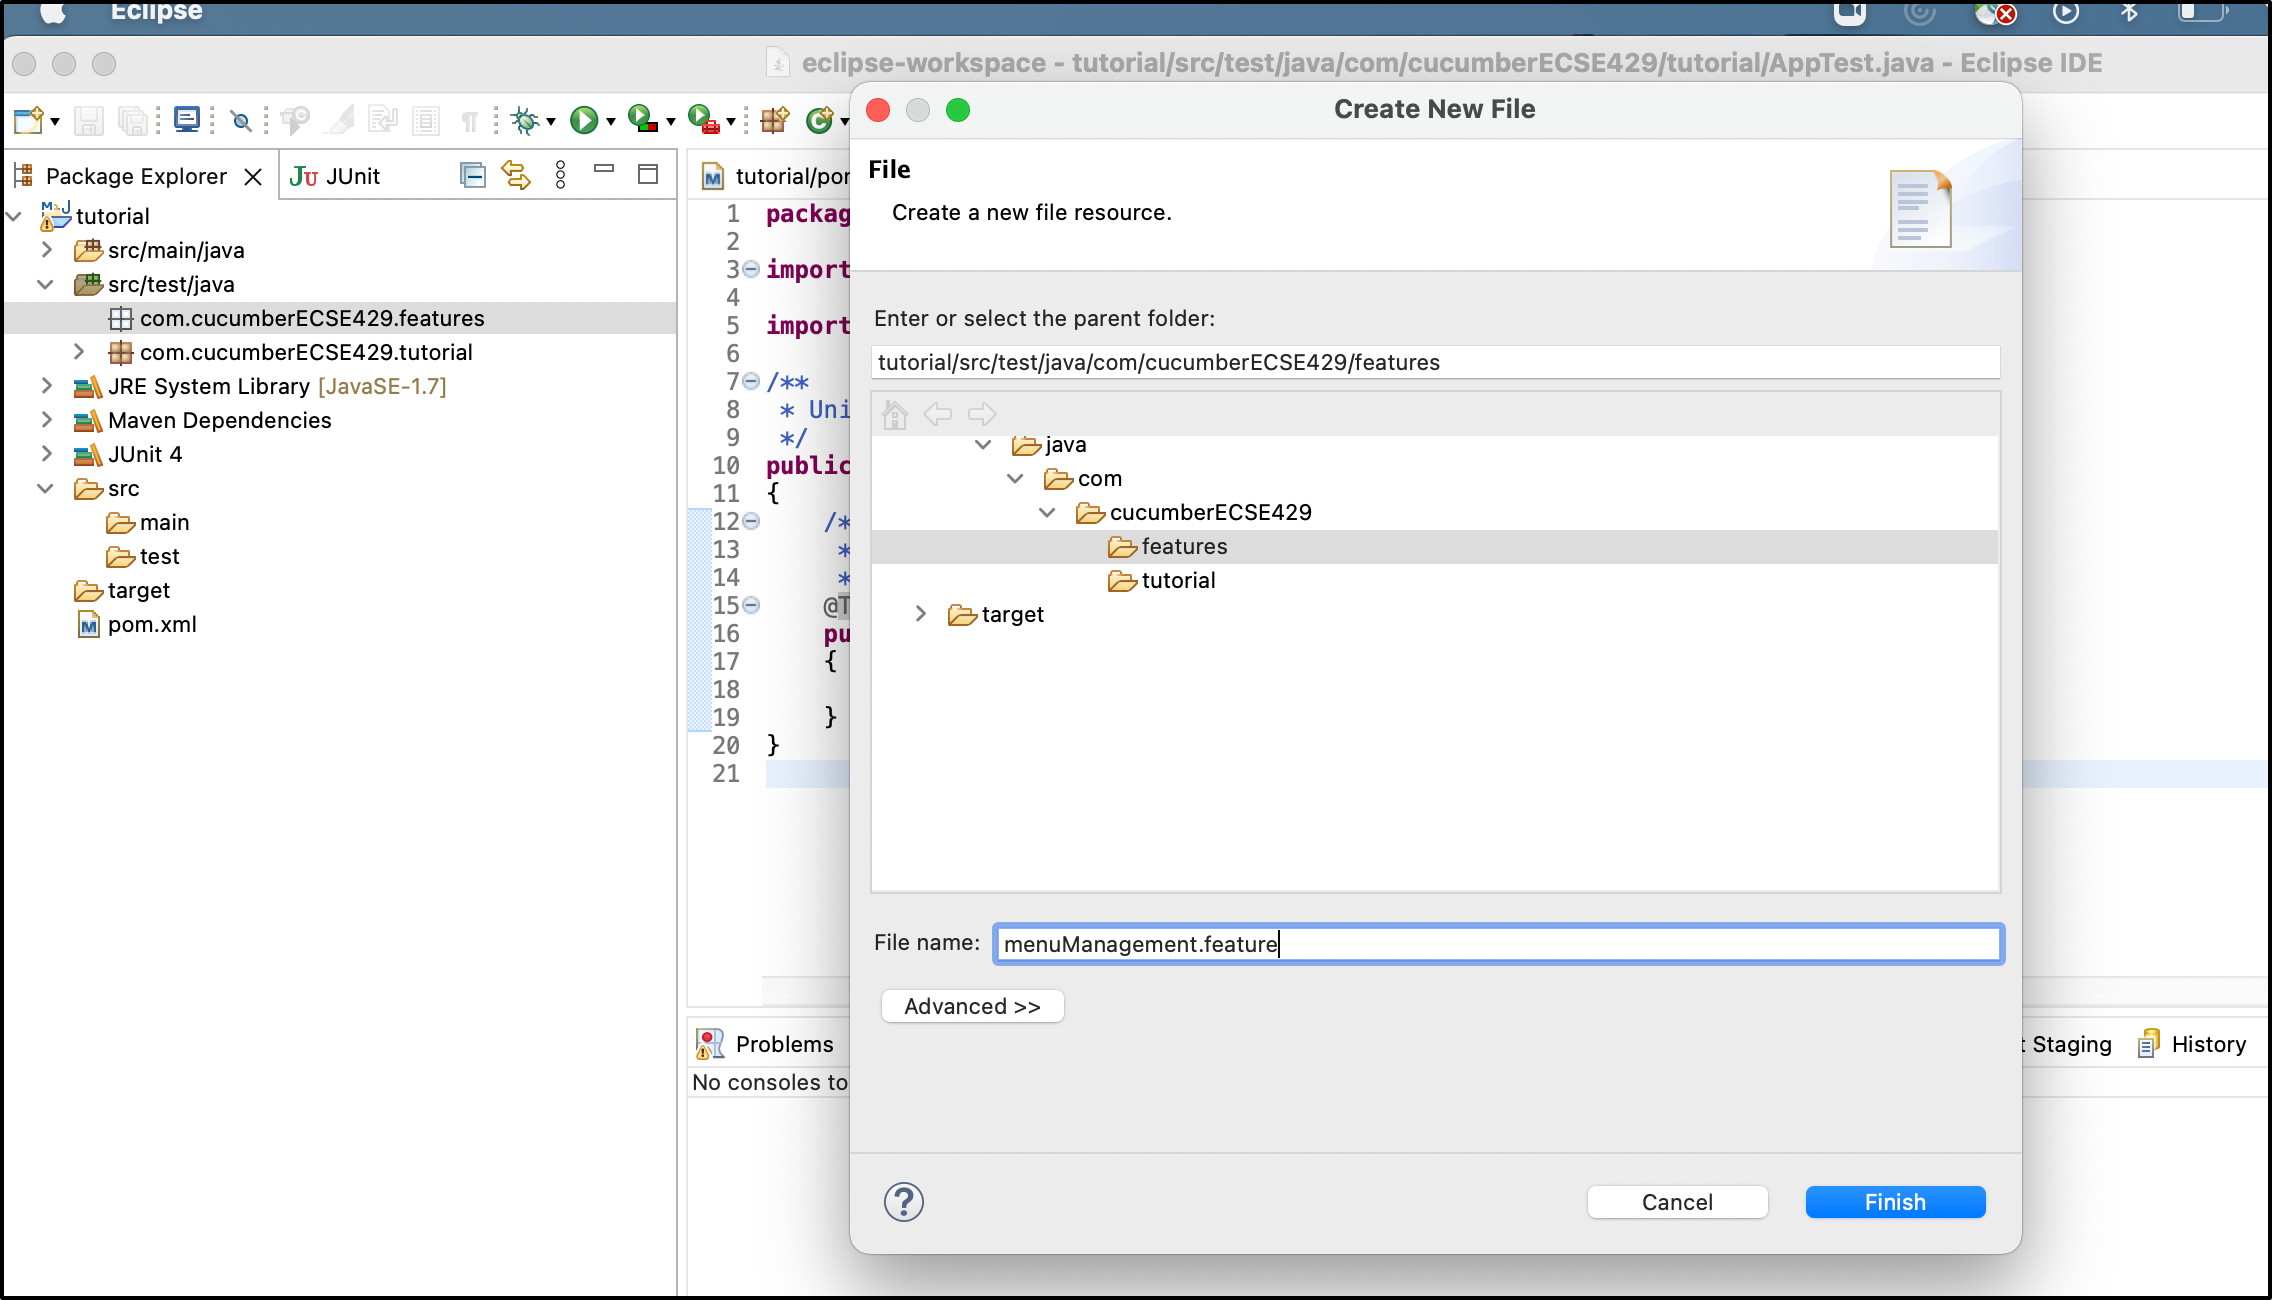 Eclipse
eclipse-workspace - tutorial/src/test/java/com/cucumberECSE429/tutorial/AppTest.java - Eclipse IDE
Package Explorer
JUnit
tutorial
src/main/java
src/test/java
com.cucumberECSE429.features
com.cucumberECSE429.tutorial
JRE System Library [JavaSE-1.7]
Maven Dependencies
JUnit 4
src
main
test
target
pom.xml
tutorial/por
1 packag
2
3 import
4
5 import
6
7 /**
8 * Uni
9 */
10 public
11 {
12 /*
13 *
14 *
15 @T
16 pu
17 {
18
19 }
20 }
21
Problems
No consoles to
t Staging
History
Create New File
File
Create a new file resource.
Enter or select the parent folder:
tutorial/src/test/java/com/cucumberECSE429/features
java
com
cucumberECSE429
features
tutorial
target
File name: menuManagement.feature
Advanced >>
?
Cancel
Finish